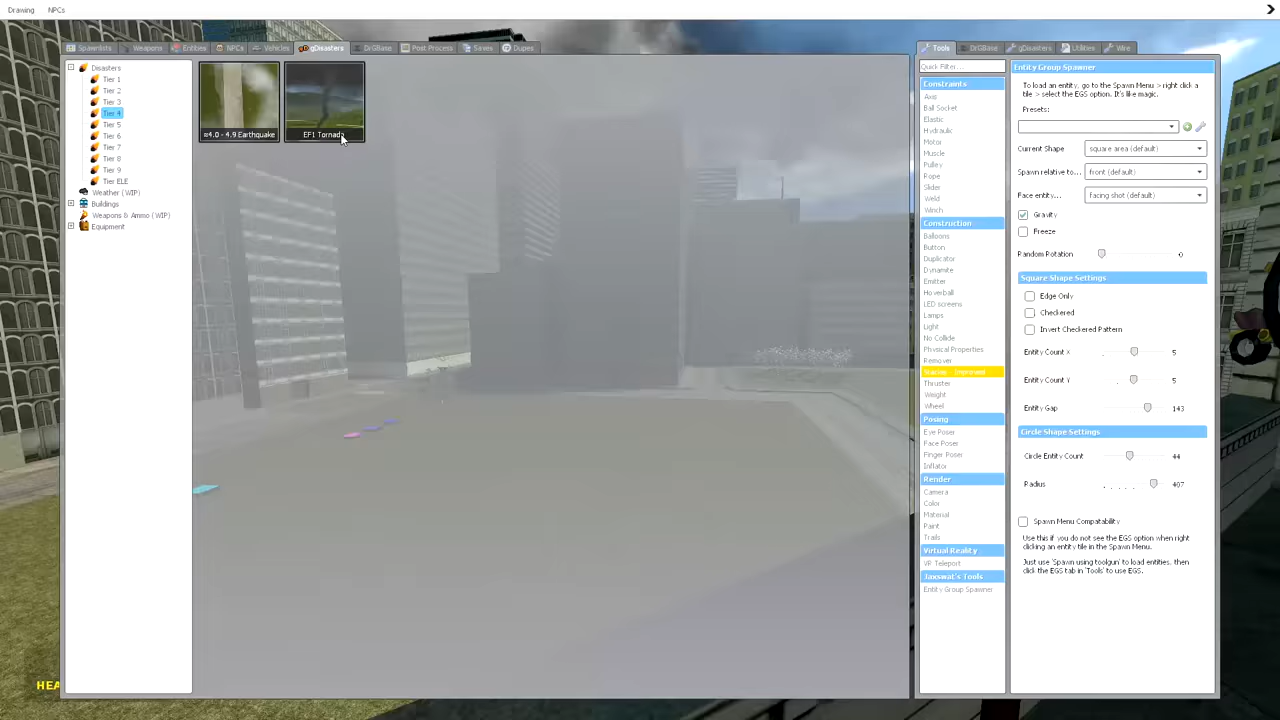 Drawing NPCs
Spawnlists Weapons Entities NPCs Vehicles gDisasters DrGBase Post Process Saves Dupes
Disasters
Tier 1
Tier 2
Tier 3
Tier 4
Tier 5
Tier 6
Tier 7
Tier 8
Tier 9
Tier ELE
Weather (WIP)
Buildings
Weapons & Ammo (WIP)
Equipment
≈4.0 - 4.9 Earthquake
EF1 Tornado
HEA
Tools DrGBase gDisasters Utilities Wire
Quick Filter...
Constraints
Axis
Ball Socket
Elastic
Hydraulic
Motor
Muscle
Pulley
Rope
Slider
Weld
Winch
Construction
Balloons
Button
Duplicator
Dynamite
Emitter
Hoverball
LED screens
Lamps
Light
No Collide
Physical Properties
Remover
Stacker - Improved
Thruster
Weight
Wheel
Posing
Eye Poser
Face Poser
Finger Poser
Inflator
Render
Camera
Color
Material
Paint
Trails
Virtual Reality
VR Teleport
Jaxswat's Tools
Entity Group Spawner
Entity Group Spawner
To load an entity, go to the Spawn Menu > right click a
tile > select the EGS option. It's like magic.
Presets:
Current Shape square area (default)
Spawn relative to... front (default)
Face entity... facing shot (default)
Gravity
Freeze
Random Rotation -0
Square Shape Settings
Edge Only
Checkered
Invert Checkered Pattern
Entity Count X 5
Entity Count Y 5
Entity Gap 143
Circle Shape Settings
Circle Entity Count 44
Radius 407
Spawn Menu Compatability
Use this if you do not see the EGS option when right
clicking an entity tile in the Spawn Menu.
Just use 'Spawn using toolgun' to load entities, then
click the EGS tab in 'Tools' to use EGS.